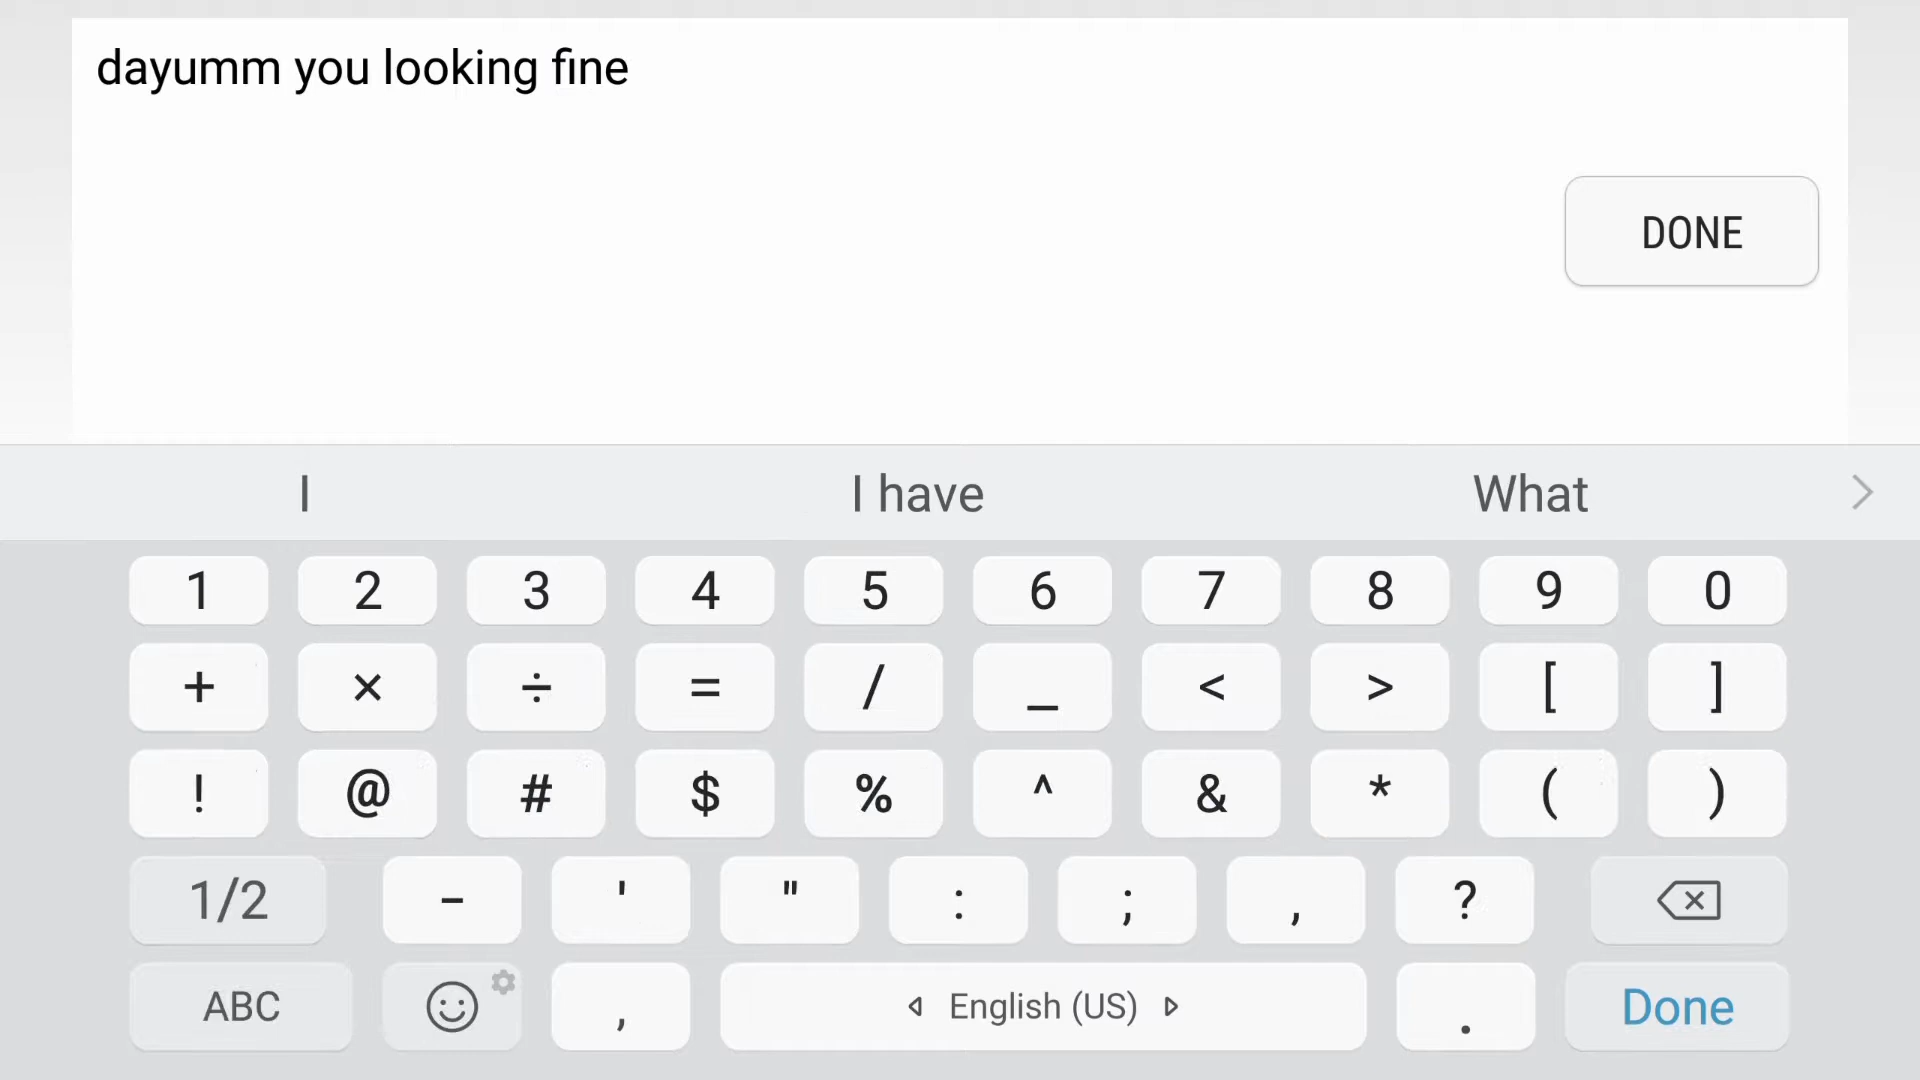 dayumm you looking fine
DONE
I I have What
1 2 3 4 5 6 7 8 9 0
+ × ÷ = / _ < > [ ]
! @ # $ % ^ & * ( )
1/2 - ' " : ; , ?
ABC , English (US) . Done